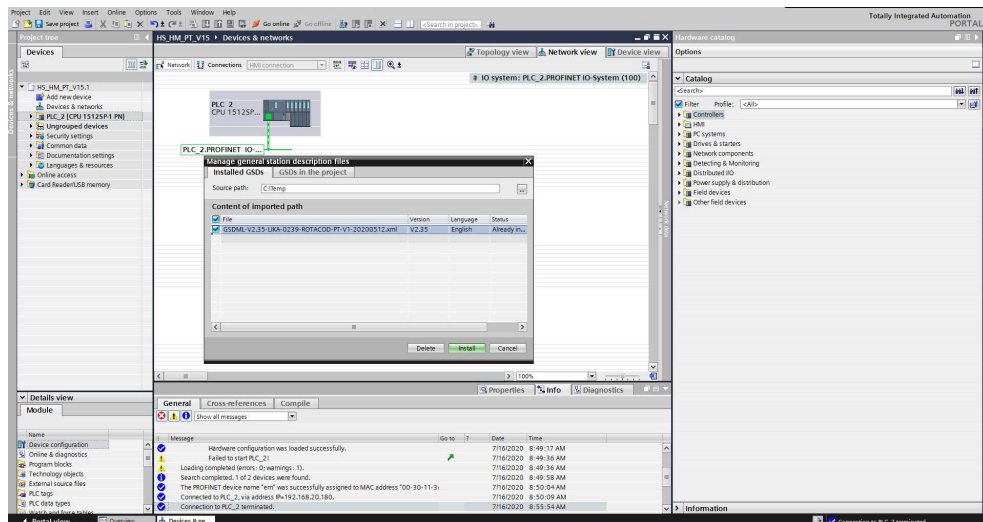 Project Edit View Insert Online Options Tools Window Help
Totally Integrated Automation
PORTAL
Save project
Go online
Go offline
<Search in project>
Project tree
HS_HM_PT_V15 ▸ Devices & networks
Hardware catalog
Devices
Topology view
Network view
Device view
Options
Network
Connections
HMI connection
IO system: PLC_2.PROFINET IO-System (100)
Catalog
<Search>
Filter Profile: <All>
HS_HM_PT_V15.1
Add new device
Devices & networks
PLC_2 [CPU 1512SP-1 PN]
Ungrouped devices
Security settings
Common data
Documentation settings
Languages & resources
Online access
Card Reader/USB memory
Devices & networks
PLC_2
CPU 1512SP...
PLC_2.PROFINET IO-...
Controllers
HMI
PC systems
Drives & starters
Network components
Detecting & Monitoring
Distributed I/O
Power supply & distribution
Field devices
Other field devices
Manage general station description files
Installed GSDs
GSDs in the project
Source path: C:\Temp
Content of imported path
File Version Language Status
GSDML-V2.35-LIKA-0239-ROTACOD-PT-V1-20200512.xml V2.35 English Already in...
Delete Install Cancel
100%
Properties
Info
Diagnostics
Details view
Module
Name
Device configuration
Online & diagnostics
Program blocks
Technology objects
External source files
PLC tags
PLC data types
Watch and force tables
General
Cross-references
Compile
Show all messages
! Message Go to ? Date Time
Hardware configuration was loaded successfully. 7/16/2020 8:49:17 AM
Failed to start PLC_2! 7/16/2020 8:49:36 AM
Loading completed (errors: 0; warnings: 1). 7/16/2020 8:49:36 AM
Search completed. 1 of 2 devices were found. 7/16/2020 8:49:58 AM
The PROFINET device name "em" was successfully assigned to MAC address "00-30-11-3 7/16/2020 8:50:04 AM
Connected to PLC_2, via address IP=192.168.20.180. 7/16/2020 8:50:09 AM
Connection to PLC_2 terminated. 7/16/2020 8:55:54 AM
Information
Portal view
Overview
Devices & ne...
Connection to PLC_2 terminated.